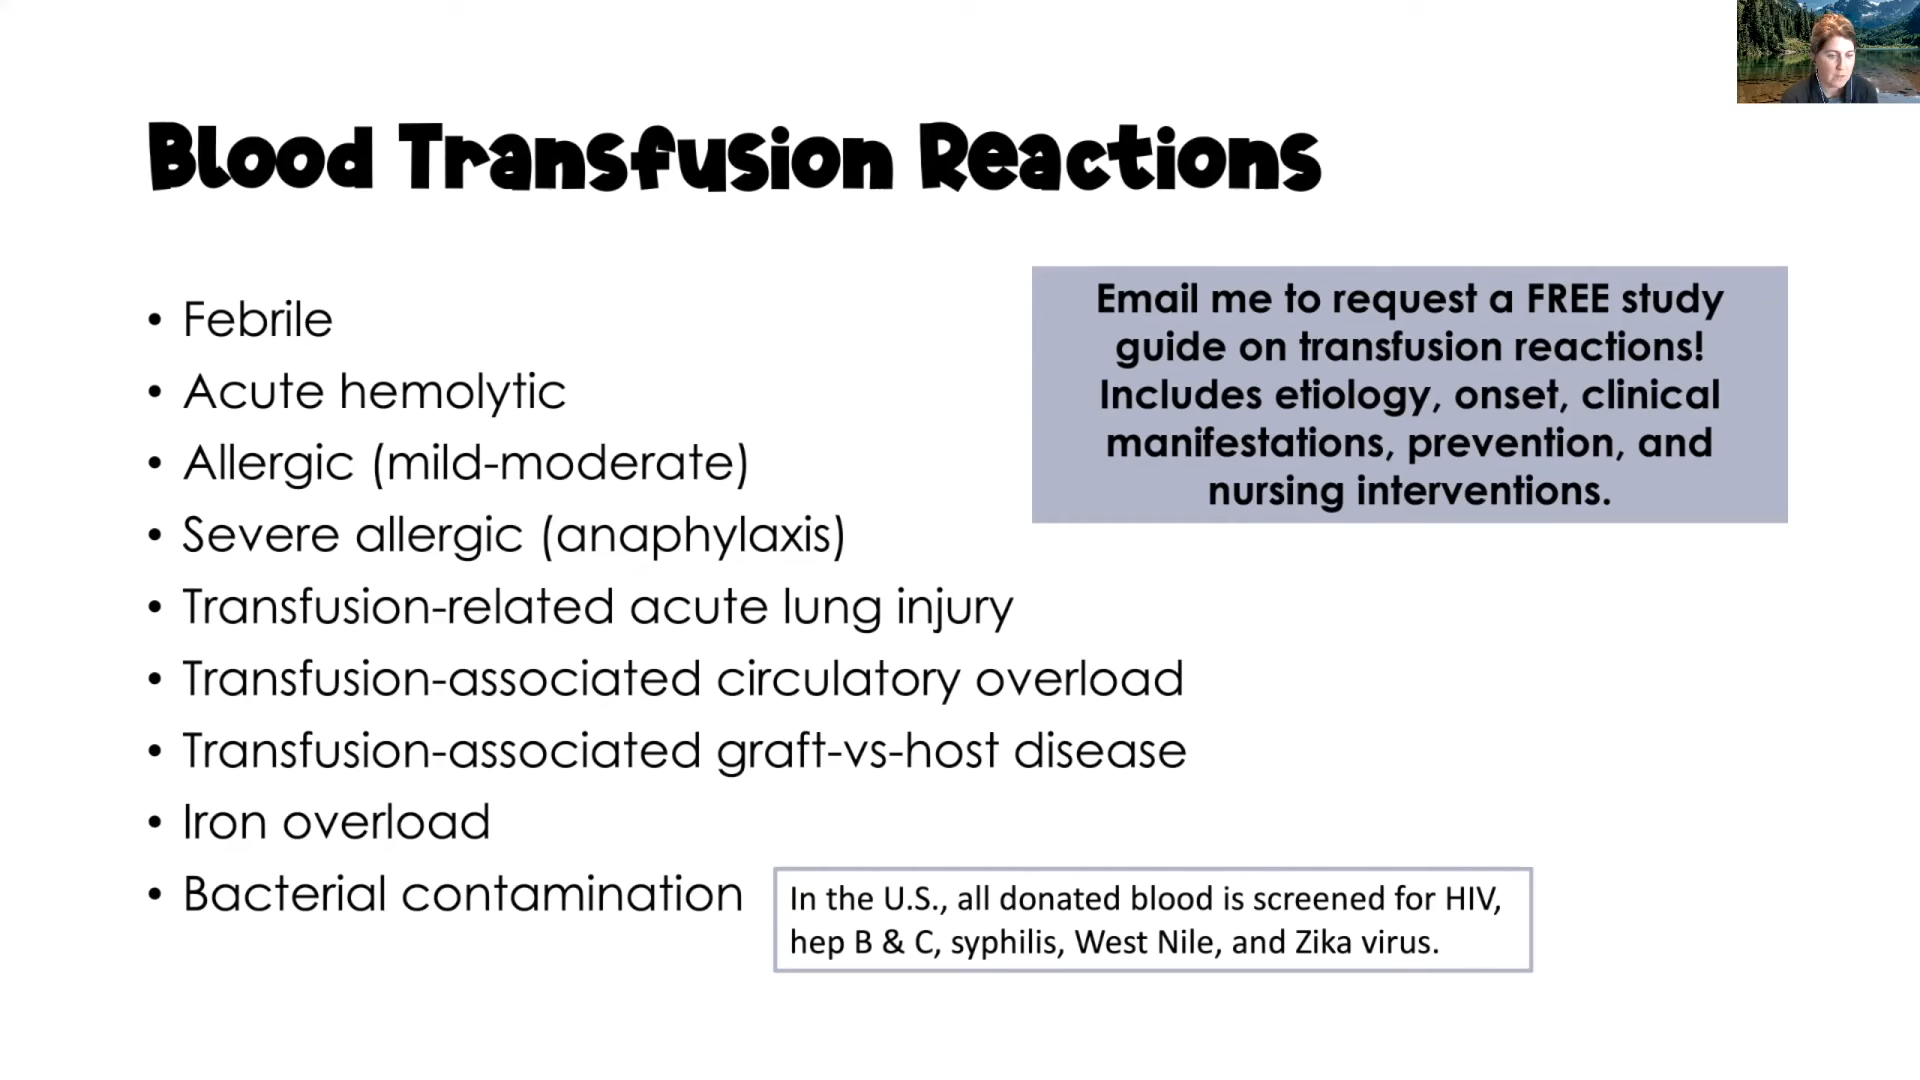 Blood Transfusion Reactions
• Febrile
• Acute hemolytic
• Allergic (mild-moderate)
• Severe allergic (anaphylaxis)
• Transfusion-related acute lung injury
• Transfusion-associated circulatory overload
• Transfusion-associated graft-vs-host disease
• Iron overload
• Bacterial contamination
Email me to request a FREE study
guide on transfusion reactions!
Includes etiology, onset, clinical
manifestations, prevention, and
nursing interventions.
In the U.S., all donated blood is screened for HIV,
hep B & C, syphilis, West Nile, and Zika virus.